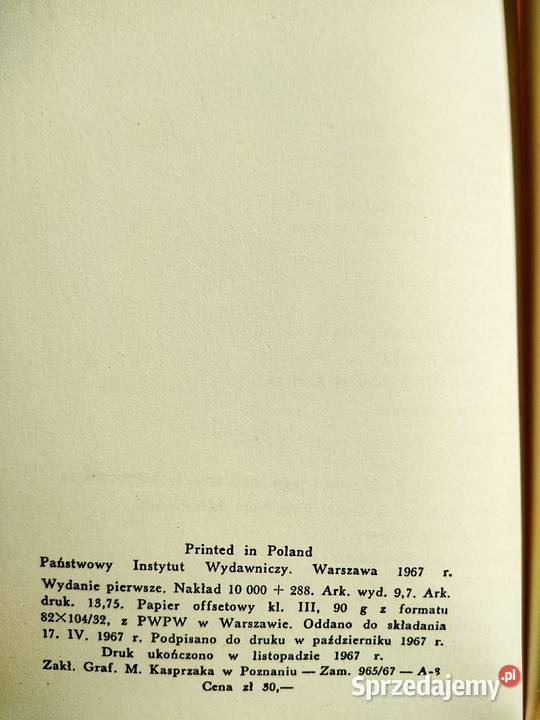 Printed in Poland
Państwowy Instytut Wydawniczy. Warszawa 1967 r.
Wydanie pierwsze. Nakład 10 000 + 288. Ark. wyd. 9,7. Ark.
druk. 13,75. Papier offsetowy kl. III, 90 g z formatu
82×104/32, z PWPW w Warszawie. Oddano do składania
17. IV. 1967 r. Podpisano do druku w październiku 1967 r.
Druk ukończono w listopadzie 1967 r.
Zakł. Graf. M. Kasprzaka w Poznaniu — Zam. 965/67 — A-8
Cena zł 30,—
Sprzedajemy.pl